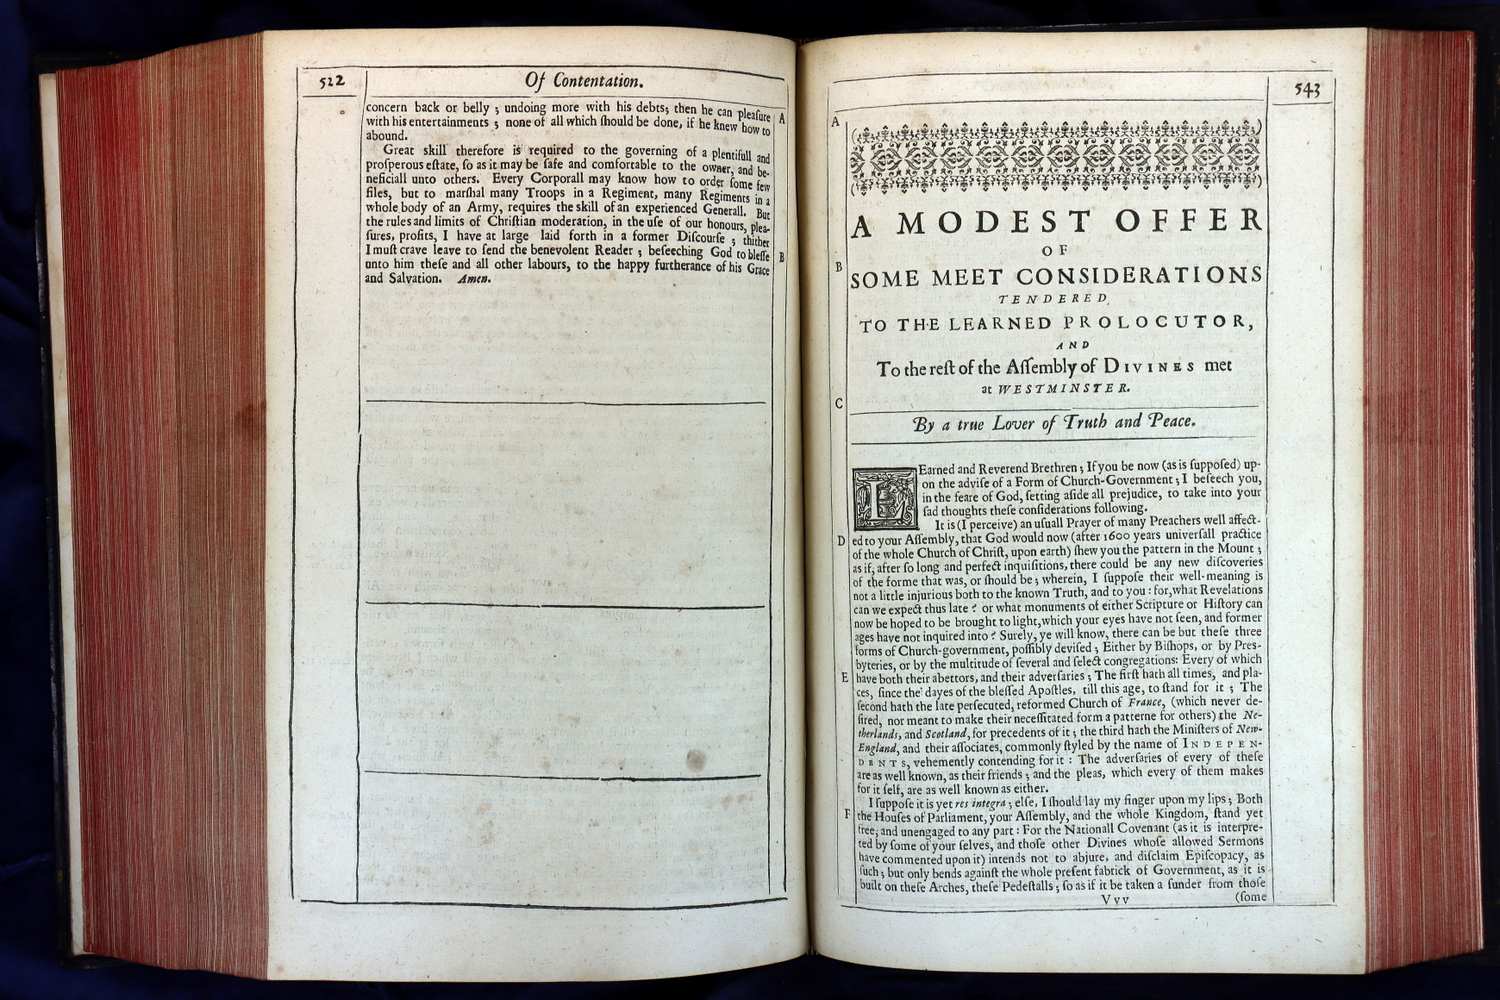 522
Of Contentation.
concern back or belly ; undoing more with his debts; then he can pleaſure
with his entertainments ; none of all which ſhould be done, if he knew how to
abound.
Great skill therefore is required to the governing of a plentifull and
proſperous eſtate, ſo as it may be ſafe and comfortable to the owner, and be-
neficiall unto others. Every Corporall may know how to order ſome few
files, but to marſhal many Troops in a Regiment, many Regiments in a
whole body of an Army, requires the skill of an experienced Generall. But
the rules and limits of Chriſtian moderation, in the uſe of our honours, plea-
ſures, profits, I have at large laid forth in a former Diſcourſe ; thither
I muſt crave leave to ſend the benevolent Reader ; beſeeching God to bleſſe
unto him theſe and all other labours, to the happy furtherance of his Grace
and Salvation. Amen.
A
B
543
A
B
C
D
E
F
A MODEST OFFER
OF
SOME MEET CONSIDERATIONS
TENDERED
TO THE LEARNED PROLOCUTOR,
AND
To the reſt of the Aſſembly of DIVINES met
at WESTMINSTER.
By a true Lover of Truth and Peace.
LEarned and Reverend Brethren ; If you be now (as is ſuppoſed) up-
on the adviſe of a Form of Church-Government ; I beſeech you,
in the feare of God, ſetting aſide all prejudice, to take into your
ſad thoughts theſe conſiderations following.
It is (I perceive) an uſuall Prayer of many Preachers well affect-
ed to your Aſſembly, that God would now (after 1600 years univerſall practice
of the whole Church of Chriſt, upon earth) ſhew you the pattern in the Mount ;
as if, after ſo long and perfect inquiſitions, there could be any new diſcoveries
of the forme that was, or ſhould be ; wherein, I ſuppoſe their well-meaning is
not a little injurious both to the known Truth, and to you : for, what Revelations
can we expect thus late ? or what monuments of either Scripture or Hiſtory can
now be hoped to be brought to light, which your eyes have not ſeen, and former
ages have not inquired into ? Surely, ye will know, there can be but theſe three
forms of Church-government, poſſibly deviſed ; Either by Biſhops, or by Preſ-
byteries, or by the multitude of ſeverall and ſelect congregations: Every of which
have both their abettors, and their adverſaries ; The firſt hath all times, and pla-
ces, ſince the dayes of the bleſſed Apoſtles, till this age, to ſtand for it ; The
ſecond hath the late perſecuted, reformed Church of France, (which never de-
ſired, nor meant to make their neceſſitated form a patterne for others) the Ne-
therlands, and Scotland, for precedents of it ; the third hath the Miniſters of New-
England, and their aſſociates, commonly ſtyled by the name of INDEPEN-
DENTS, vehemently contending for it : The adverſaries of every of theſe
are as well known, as their friends ; and the pleas, which every of them makes
for it ſelf, are as well known as either.
I ſuppoſe it is yet res integra ; elſe, I ſhould lay my finger upon my lips ; Both
the Houſes of Parliament, your Aſſembly, and the whole Kingdom, ſtand yet
free, and unengaged to any part : For the Nationall Covenant (as it is interpre-
ted by ſome of your ſelves, and thoſe other Divines whoſe allowed Sermons
have commented upon it) intends not to abjure, and diſclaim Epiſcopacy, as
ſuch ; but only bends againſt the whole preſent fabrick of Government, as it is
built on theſe Arches, theſe Pedeſtalls ; ſo as if it be taken a ſunder from thoſe
Vvv
(ſome